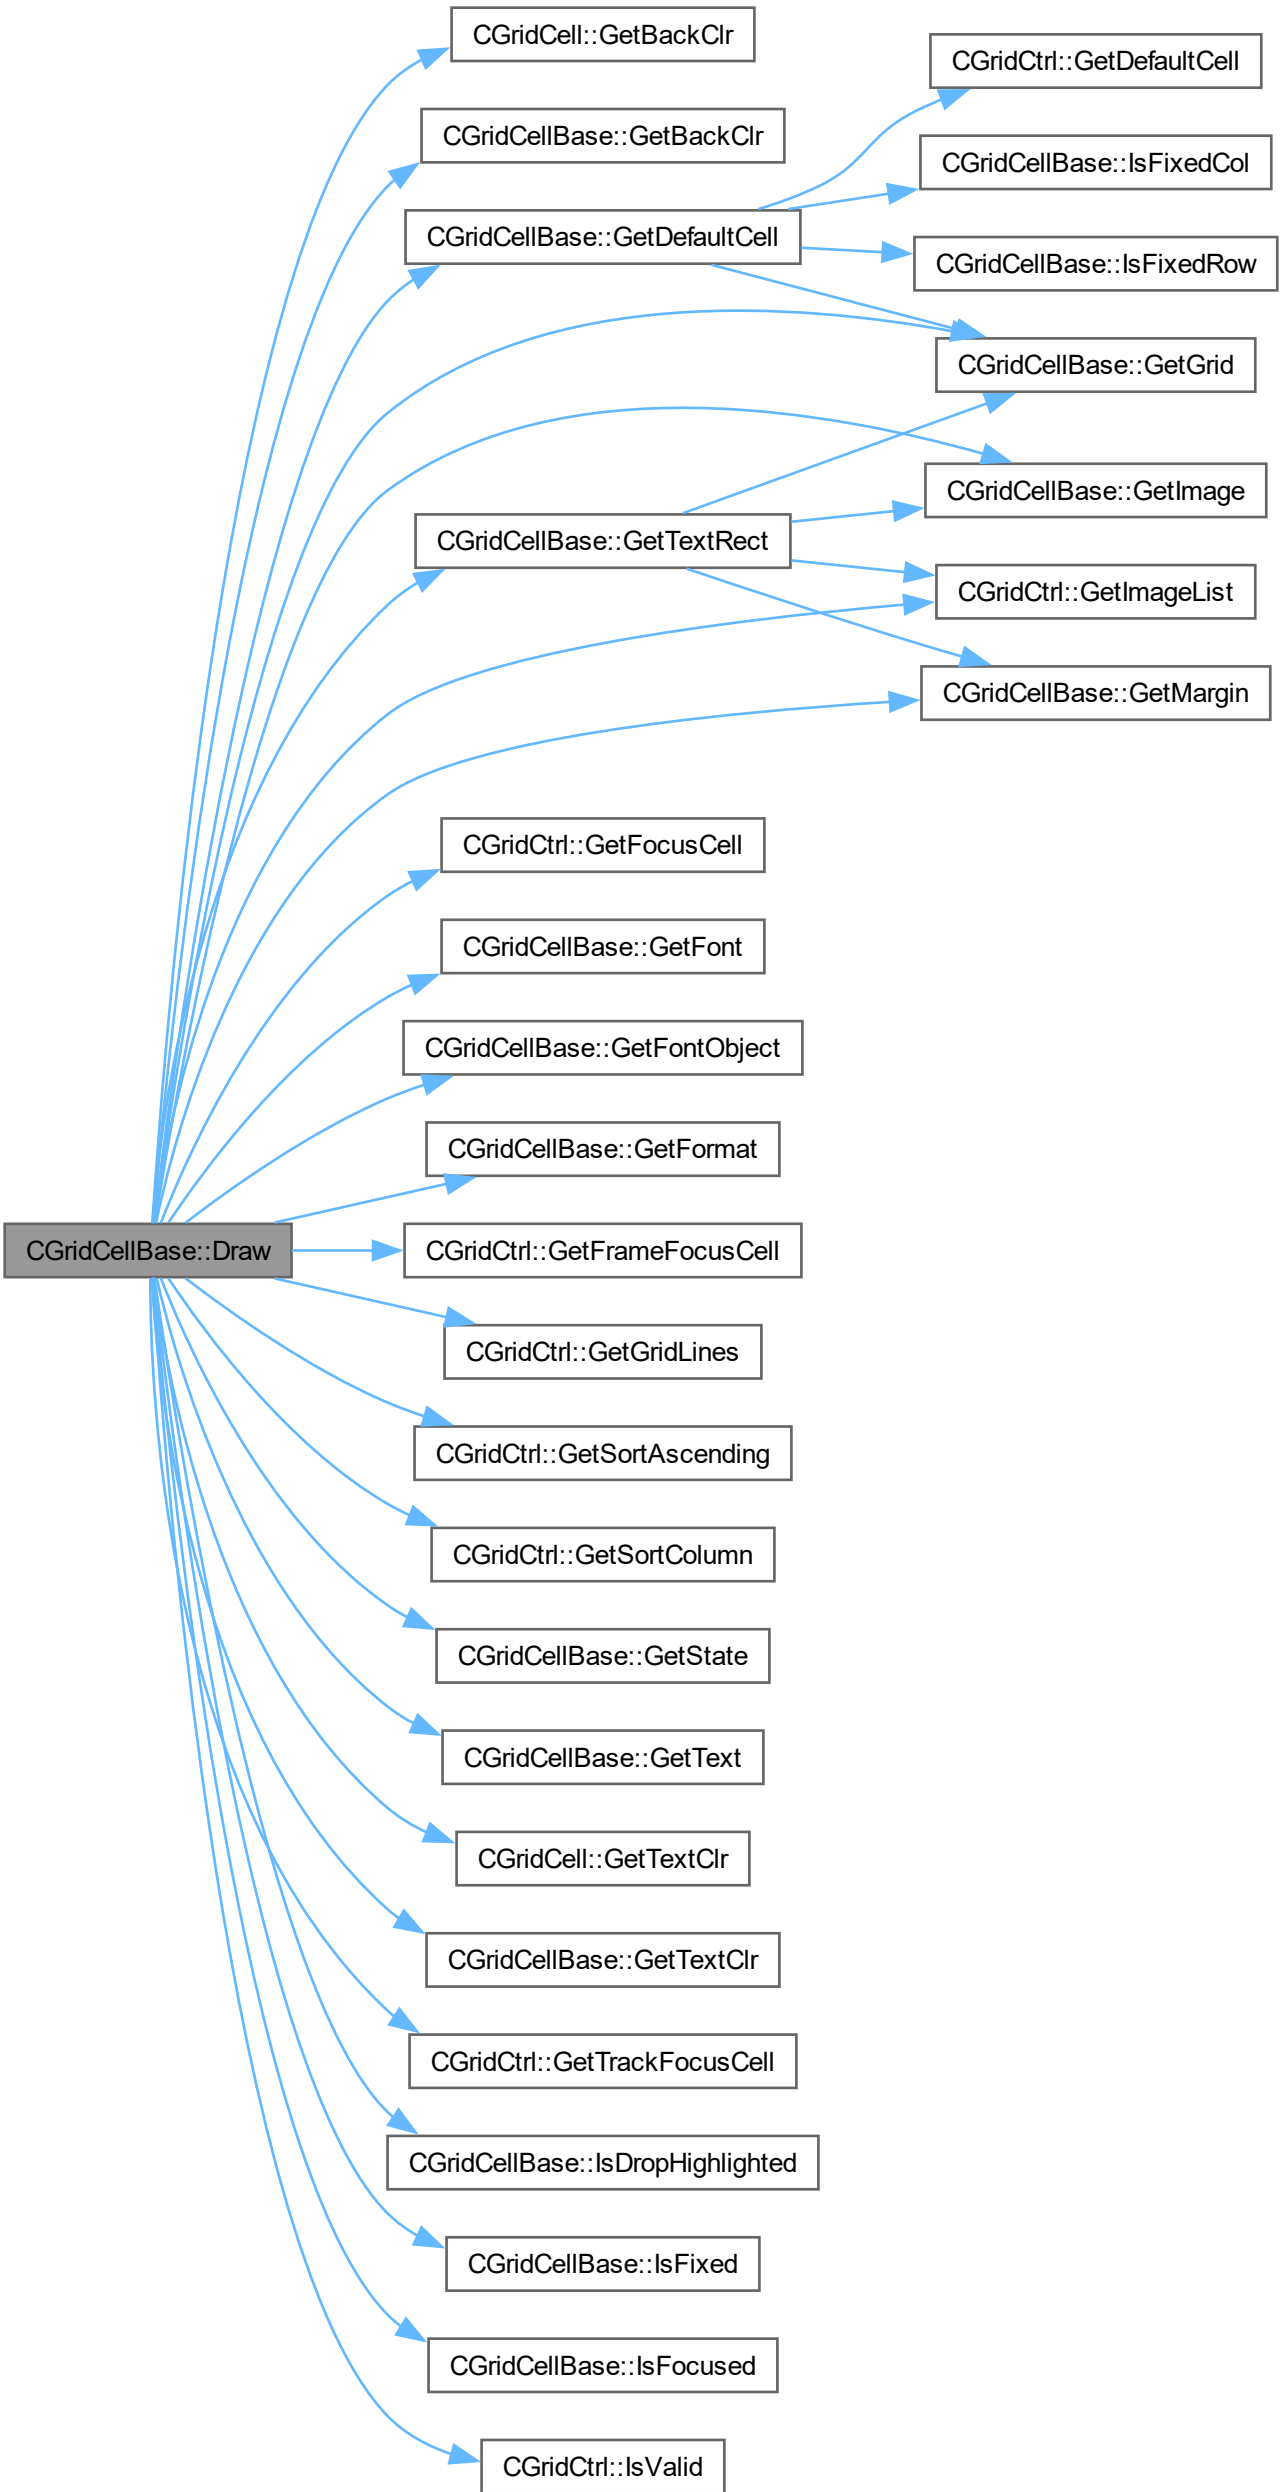 CGridCell::GetBackClr
CGridCtrl::GetDefaultCell
CGridCellBase::GetBackClr
CGridCellBase::IsFixedCol
CGridCellBase::GetDefaultCell
CGridCellBase::IsFixedRow
CGridCellBase::GetGrid
CGridCellBase::GetImage
CGridCellBase::GetTextRect
CGridCtrl::GetImageList
CGridCellBase::GetMargin
CGridCtrl::GetFocusCell
CGridCellBase::GetFont
CGridCellBase::GetFontObject
CGridCellBase::GetFormat
CGridCellBase::Draw
CGridCtrl::GetFrameFocusCell
CGridCtrl::GetGridLines
CGridCtrl::GetSortAscending
CGridCtrl::GetSortColumn
CGridCellBase::GetState
CGridCellBase::GetText
CGridCell::GetTextClr
CGridCellBase::GetTextClr
CGridCtrl::GetTrackFocusCell
CGridCellBase::IsDropHighlighted
CGridCellBase::IsFixed
CGridCellBase::IsFocused
CGridCtrl::IsValid